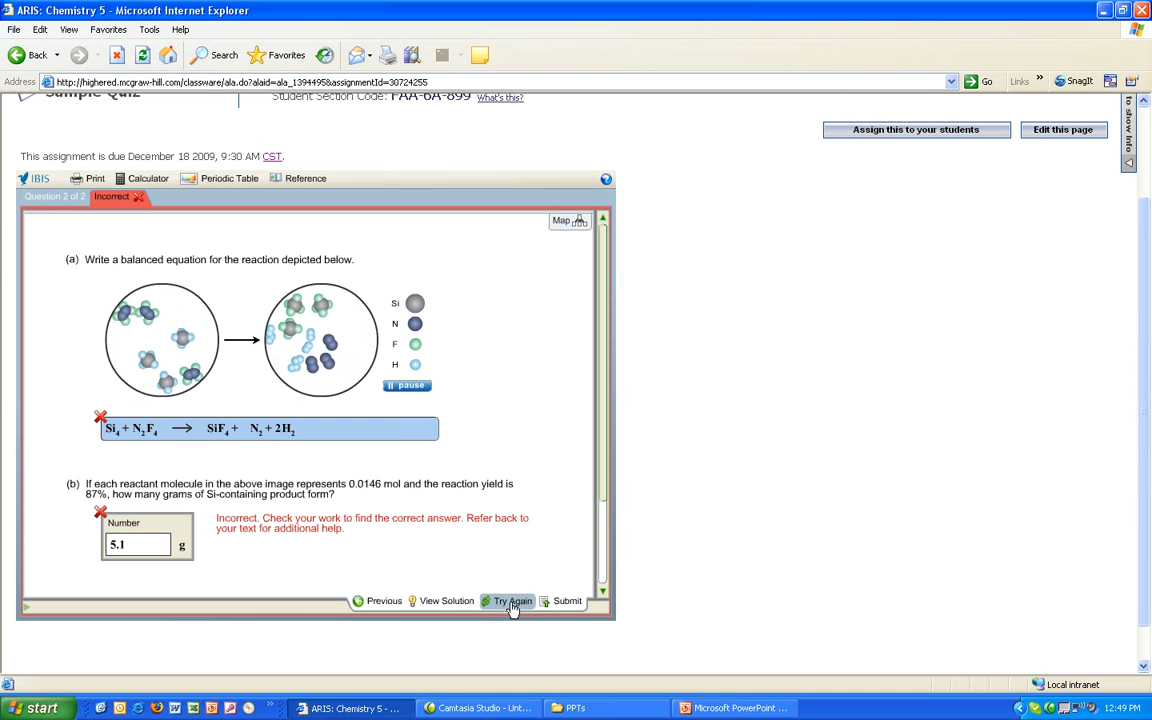 ARIS: Chemistry 5 - Microsoft Internet Explorer
File Edit View Favorites Tools Help
Back Search Favorites
Address http://highered.mcgraw-hill.com/classware/ala.do?alaid=ala_1394495&assignmentId=30724255 Go Links » SnagIt
Sample Quiz Student Section Code: FAA-6A-899 What's this?
to show Info
Assign this to your students Edit this page
This assignment is due December 18 2009, 9:30 AM CST.
IBIS Print Calculator Periodic Table Reference ?
Question 2 of 2 Incorrect
Map
(a) Write a balanced equation for the reaction depicted below.
Si
N
F
H
pause
Si₄ + N₂F₄ → SiF₄ + N₂ + 2H₂
(b) If each reactant molecule in the above image represents 0.0146 mol and the reaction yield is
87%, how many grams of Si-containing product form?
Number
5.1 g
Incorrect. Check your work to find the correct answer. Refer back to
your text for additional help.
Previous View Solution Try Again Submit
Local intranet
start » ARIS: Chemistry 5 - ... Camtasia Studio - Unt... PPTs Microsoft PowerPoint ... 12:49 PM